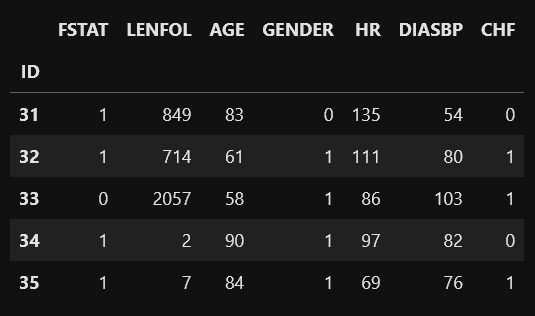 FSTAT LENFOL AGE GENDER HR DIASBP CHF
ID
31 1 849 83 0 135 54 0
32 1 714 61 1 111 80 1
33 0 2057 58 1 86 103 1
34 1 2 90 1 97 82 0
35 1 7 84 1 69 76 1